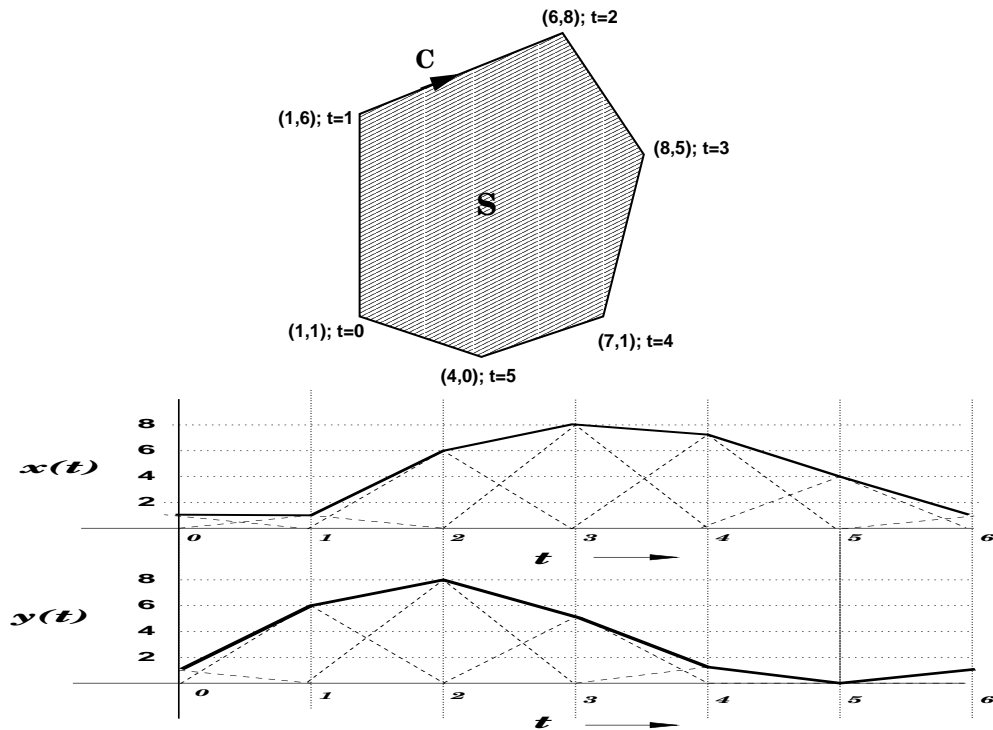 (6,8); t=2
C
(1,6); t=1
(8,5); t=3
S
(1,1); t=0
(7,1); t=4
(4,0); t=5
8
6
x(t)
4
2
0 1 2 3 4 5 6
t
8
6
y(t)
4
2
0 1 2 3 4 5 6
t